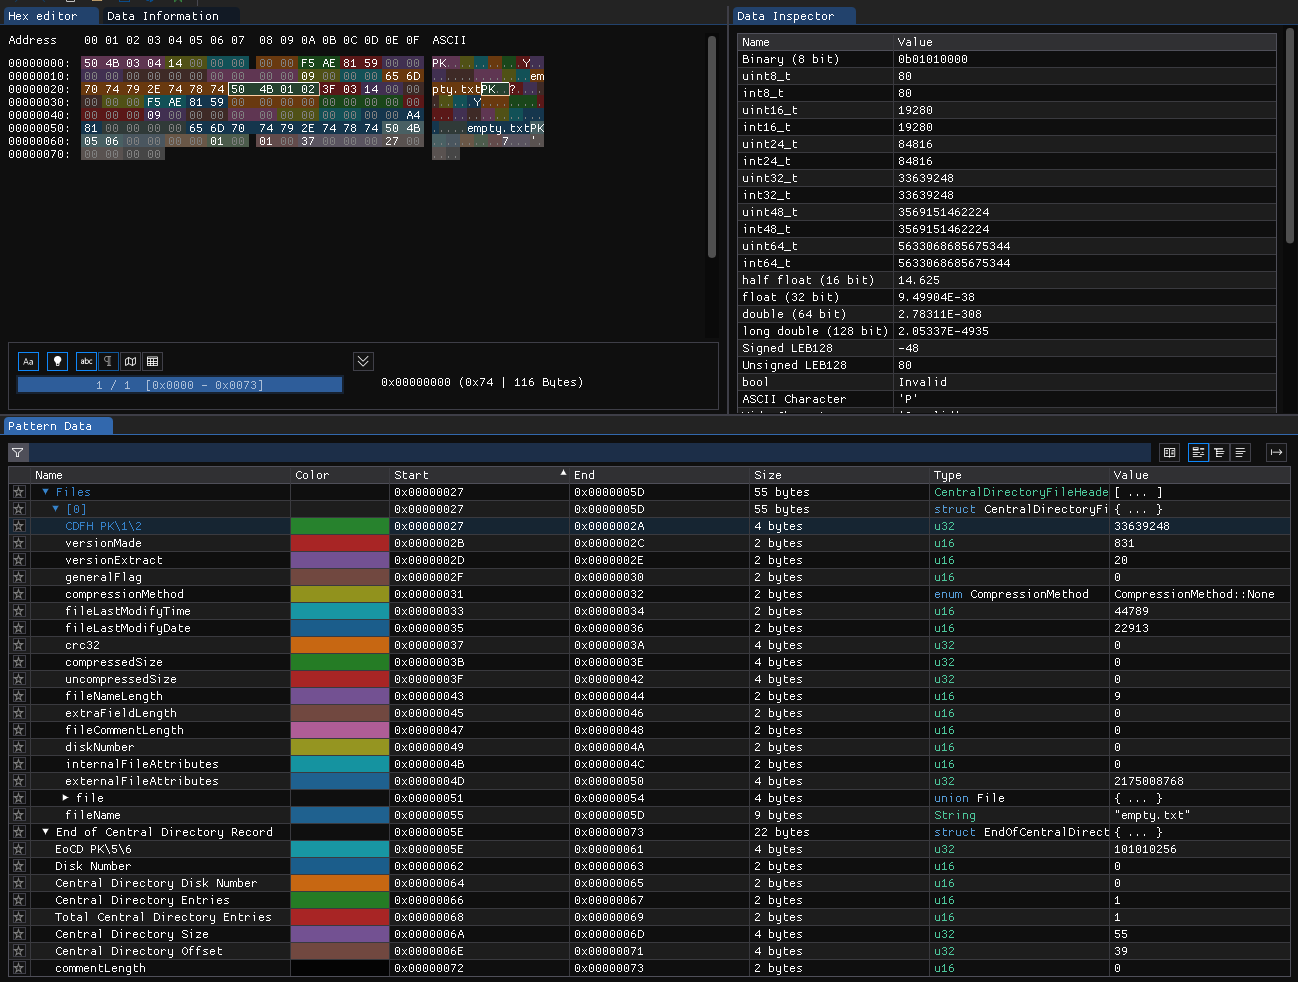 Hex editor Data Information
Address 00 01 02 03 04 05 06 07 08 09 0A 0B 0C 0D 0E 0F ASCII
00000000: 50 4B 03 04 14 00 00 00 00 00 F5 AE 81 59 00 00 PK...........Y..
00000010: 00 00 00 00 00 00 00 00 00 00 09 00 00 00 65 6D ..............em
00000020: 70 74 79 2E 74 78 74 50 4B 01 02 3F 03 14 00 00 pty.txtPK..?....
00000030: 00 00 00 F5 AE 81 59 00 00 00 00 00 00 00 00 00 ......Y.........
00000040: 00 00 00 09 00 00 00 00 00 00 00 00 00 00 00 A4 ................
00000050: 81 00 00 00 00 65 6D 70 74 79 2E 74 78 74 50 4B .....empty.txtPK
00000060: 05 06 00 00 00 00 01 00 01 00 37 00 00 00 27 00 ..........7...'.
00000070: 00 00 00 00 ....
Aa abc ¶
1 / 1 [0x0000 - 0x0073]
0x00000000 (0x74 | 116 Bytes)
Data Inspector
Name Value
Binary (8 bit) 0b01010000
uint8_t 80
int8_t 80
uint16_t 19280
int16_t 19280
uint24_t 84816
int24_t 84816
uint32_t 33639248
int32_t 33639248
uint48_t 3569151462224
int48_t 3569151462224
uint64_t 5633068685675344
int64_t 5633068685675344
half float (16 bit) 14.625
float (32 bit) 9.49904E-38
double (64 bit) 2.78311E-308
long double (128 bit) 2.05337E-4935
Signed LEB128 -48
Unsigned LEB128 80
bool Invalid
ASCII Character 'P'
Pattern Data
Name Color Start End Size Type Value
Files 0x00000027 0x0000005D 55 bytes CentralDirectoryFileHeade [ ... ]
[0] 0x00000027 0x0000005D 55 bytes struct CentralDirectoryFi { ... }
CDFH PK\1\2 0x00000027 0x0000002A 4 bytes u32 33639248
versionMade 0x0000002B 0x0000002C 2 bytes u16 831
versionExtract 0x0000002D 0x0000002E 2 bytes u16 20
generalFlag 0x0000002F 0x00000030 2 bytes u16 0
compressionMethod 0x00000031 0x00000032 2 bytes enum CompressionMethod CompressionMethod::None
fileLastModifyTime 0x00000033 0x00000034 2 bytes u16 44789
fileLastModifyDate 0x00000035 0x00000036 2 bytes u16 22913
crc32 0x00000037 0x0000003A 4 bytes u32 0
compressedSize 0x0000003B 0x0000003E 4 bytes u32 0
uncompressedSize 0x0000003F 0x00000042 4 bytes u32 0
fileNameLength 0x00000043 0x00000044 2 bytes u16 9
extraFieldLength 0x00000045 0x00000046 2 bytes u16 0
fileCommentLength 0x00000047 0x00000048 2 bytes u16 0
diskNumber 0x00000049 0x0000004A 2 bytes u16 0
internalFileAttributes 0x0000004B 0x0000004C 2 bytes u16 0
externalFileAttributes 0x0000004D 0x00000050 4 bytes u32 2175008768
file 0x00000051 0x00000054 4 bytes union File { ... }
fileName 0x00000055 0x0000005D 9 bytes String "empty.txt"
End of Central Directory Record 0x0000005E 0x00000073 22 bytes struct EndOfCentralDirect { ... }
EoCD PK\5\6 0x0000005E 0x00000061 4 bytes u32 101010256
Disk Number 0x00000062 0x00000063 2 bytes u16 0
Central Directory Disk Number 0x00000064 0x00000065 2 bytes u16 0
Central Directory Entries 0x00000066 0x00000067 2 bytes u16 1
Total Central Directory Entries 0x00000068 0x00000069 2 bytes u16 1
Central Directory Size 0x0000006A 0x0000006D 4 bytes u32 55
Central Directory Offset 0x0000006E 0x00000071 4 bytes u32 39
commentLength 0x00000072 0x00000073 2 bytes u16 0